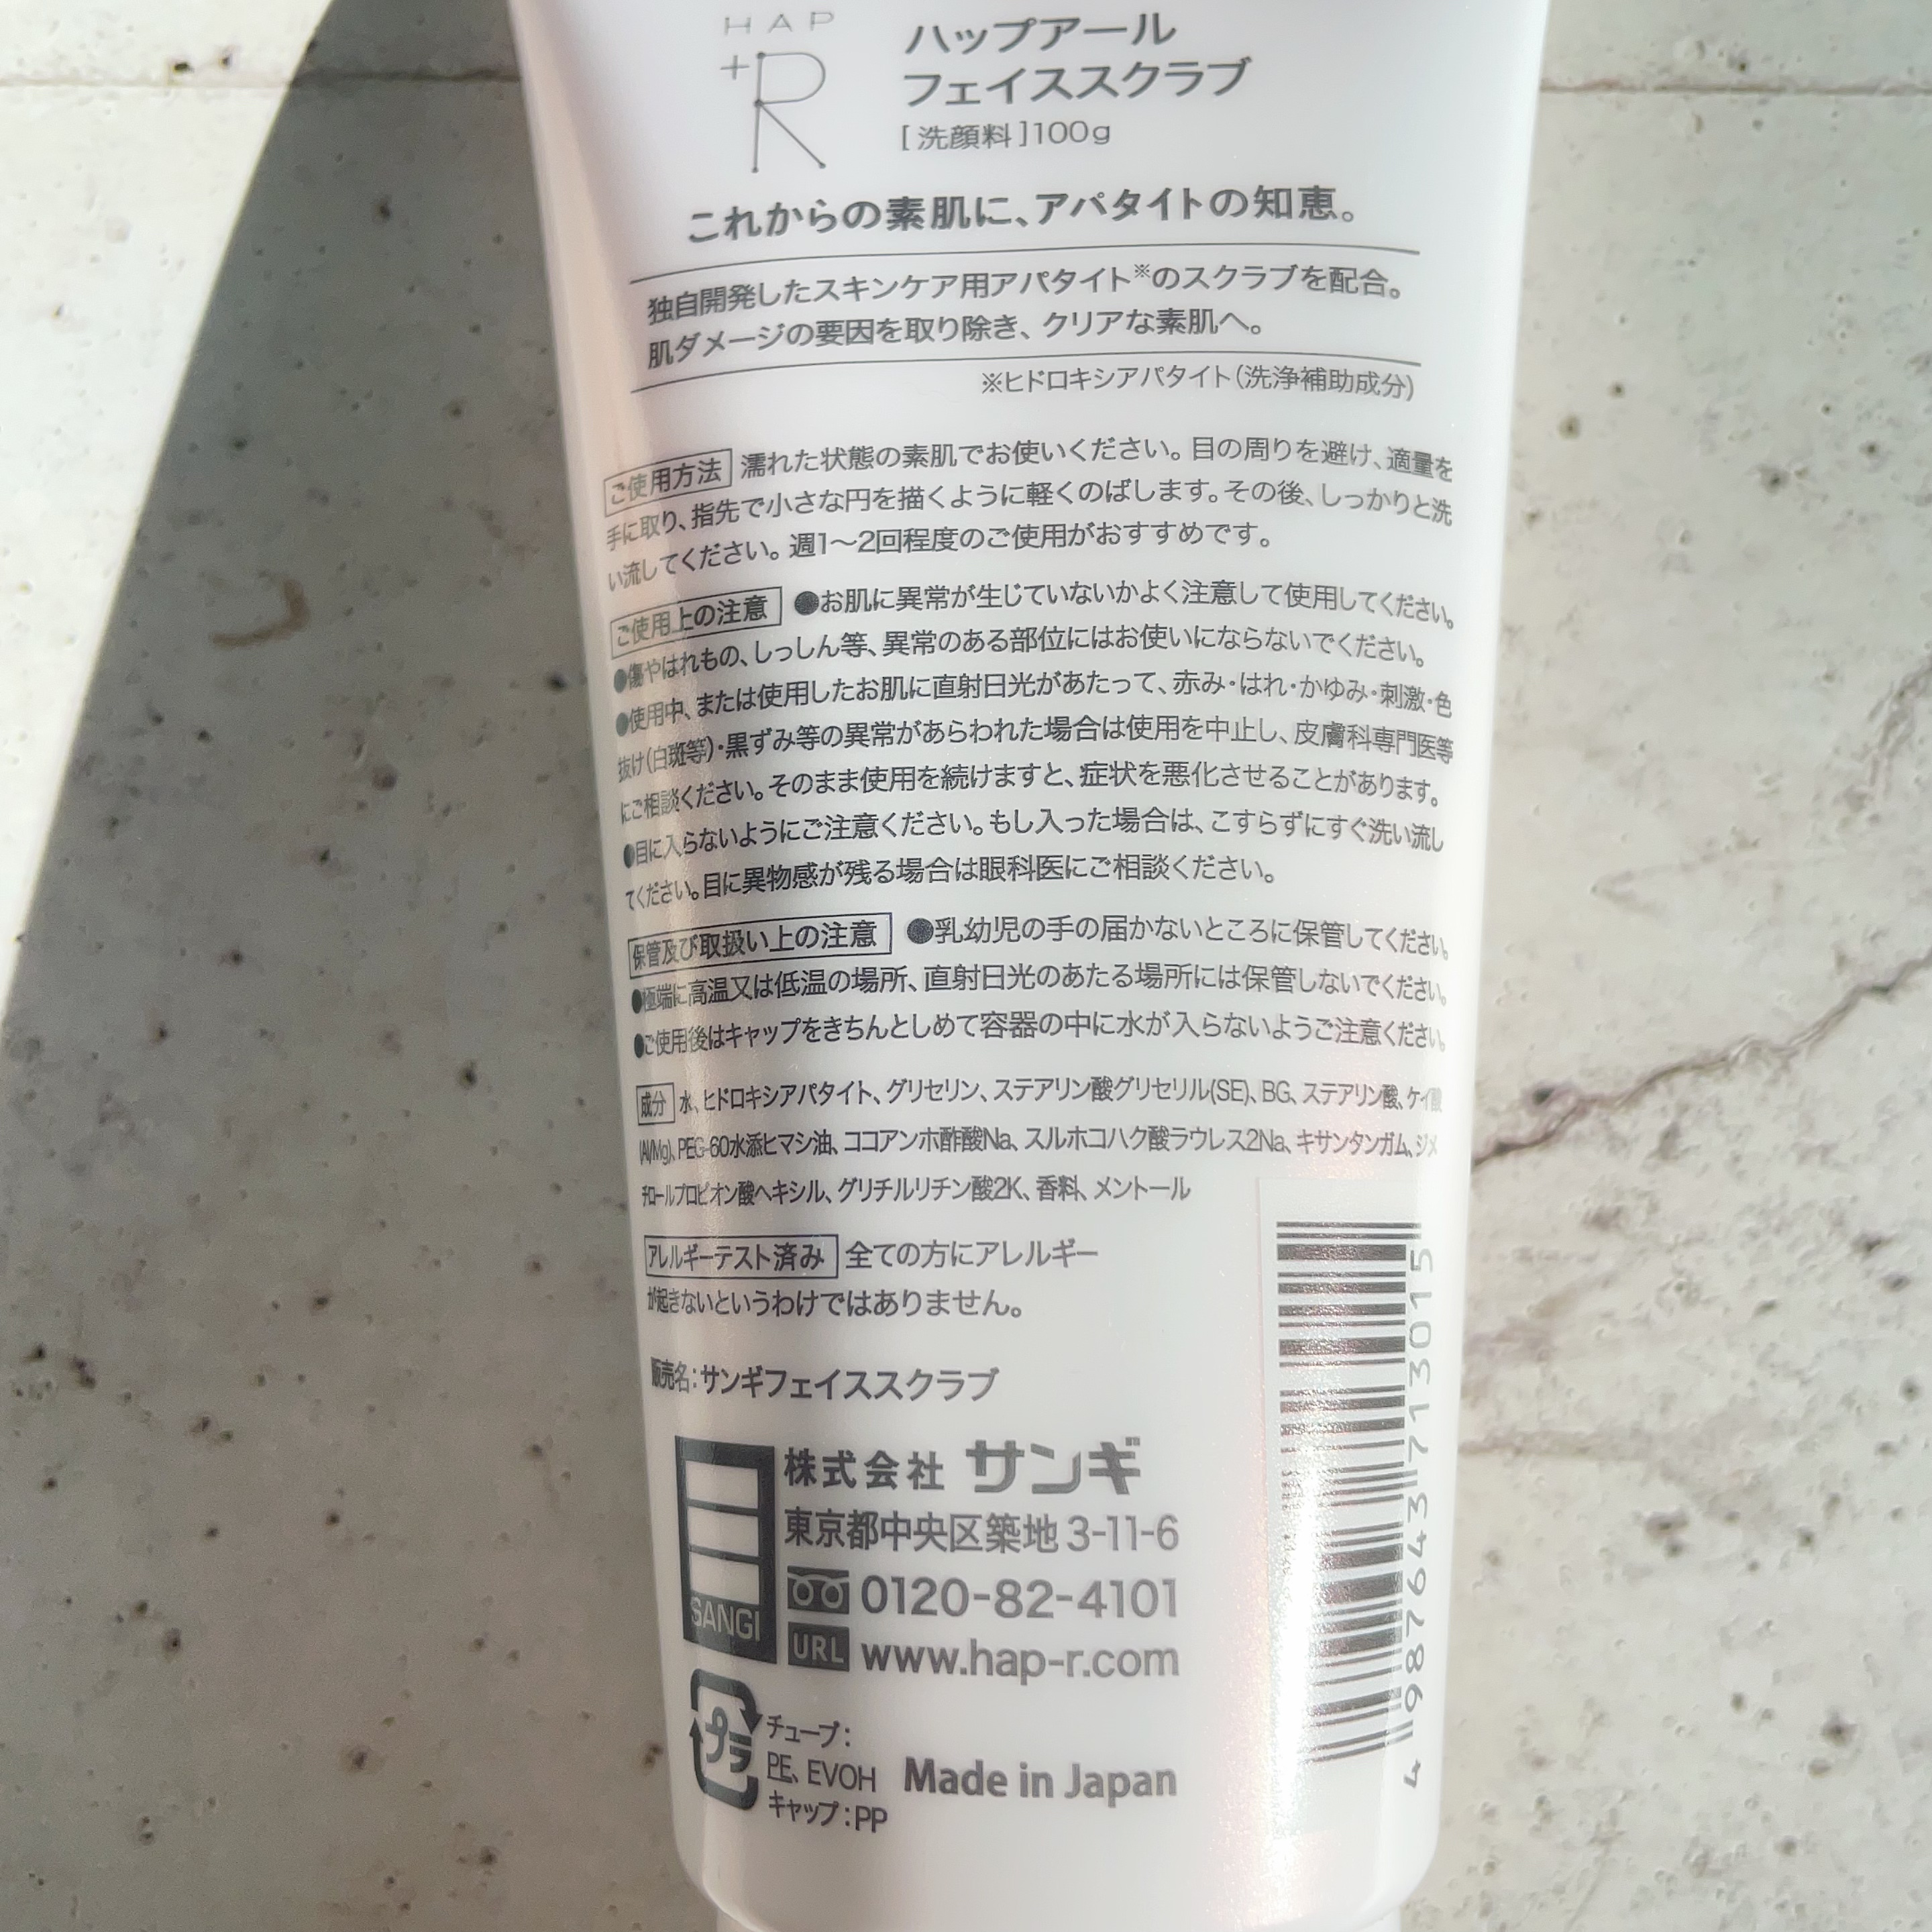 HAP
+R
ハップアール
フェイススクラブ
[洗顔料]100g
これからの素肌に、アパタイトの知恵。
独自開発したスキンケア用アパタイト※のスクラブを配合。
肌ダメージの要因を取り除き、クリアな素肌へ。
※ヒドロキシアパタイト(洗浄補助成分)
ご使用方法 濡れた状態の素肌でお使いください。目の周りを避け、適量を
手に取り、指先で小さな円を描くように軽くのばします。その後、しっかりと洗
い流してください。週1〜2回程度のご使用がおすすめです。
ご使用上の注意 ●お肌に異常が生じていないかよく注意して使用してください。
●傷やはれもの、しっしん等、異常のある部位にはお使いにならないでください。
●使用中、または使用したお肌に直射日光があたって、赤み・はれ・かゆみ・刺激・色
抜け(白斑等)・黒ずみ等の異常があらわれた場合は使用を中止し、皮膚科専門医等
にご相談ください。そのまま使用を続けますと、症状を悪化させることがあります。
●目に入らないようにご注意ください。もし入った場合は、こすらずにすぐ洗い流し
てください。目に異物感が残る場合は眼科医にご相談ください。
保管及び取扱い上の注意 ●乳幼児の手の届かないところに保管してください。
●極端に高温又は低温の場所、直射日光のあたる場所には保管しないでください。
●ご使用後はキャップをきちんとしめて容器の中に水が入らないようご注意ください。
成分 水、ヒドロキシアパタイト、グリセリン、ステアリン酸グリセリル(SE)、BG、ステアリン酸、ケイ酸
(Al/Mg)、PEG-60水添ヒマシ油、ココアンホ酢酸Na、スルホコハク酸ラウレス2Na、キサンタンガム、ジメ
チロールプロピオン酸ヘキシル、グリチルリチン酸2K、香料、メントール
アレルギーテスト済み 全ての方にアレルギー
が起きないというわけではありません。
販売名:サンギフェイススクラブ
SANGI
株式会社 サンギ
東京都中央区築地 3-11-6
0120-82-4101
URL www.hap-r.com
プラ
チューブ:
PE、EVOH
キャップ:PP
Made in Japan
4 987643 713015